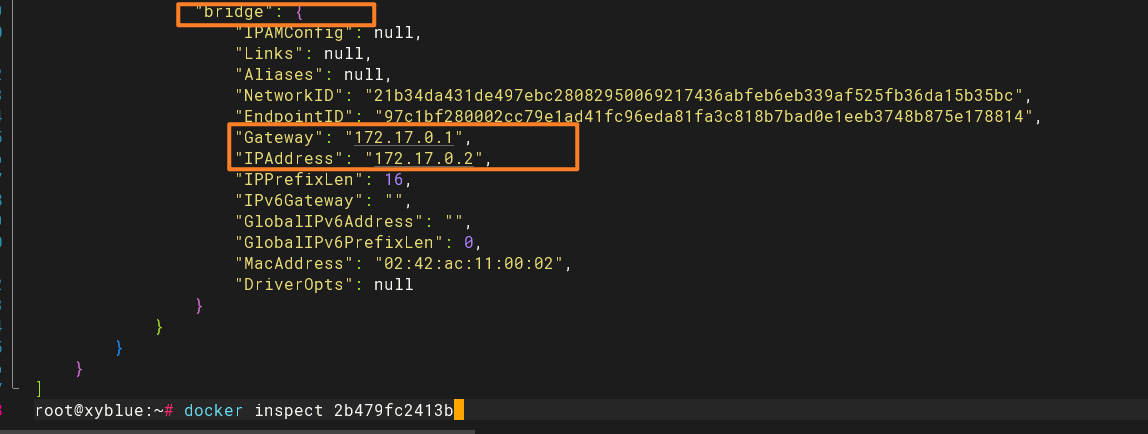 "bridge": {
"IPAMConfig": null,
"Links": null,
"Aliases": null,
"NetworkID": "21b34da431de497ebc28082950069217436abfeb6eb339af525fb36da15b35bc",
"EndpointID": "97c1bf280002cc79e1ad41fc96eda81fa3c818b7bad0e1eeb3748b875e178814",
"Gateway": "172.17.0.1",
"IPAddress": "172.17.0.2",
"IPPrefixLen": 16,
"IPv6Gateway": "",
"GlobalIPv6Address": "",
"GlobalIPv6PrefixLen": 0,
"MacAddress": "02:42:ac:11:00:02",
"DriverOpts": null
}
}
}
}
]
root@xyblue:~# docker inspect 2b479fc2413b